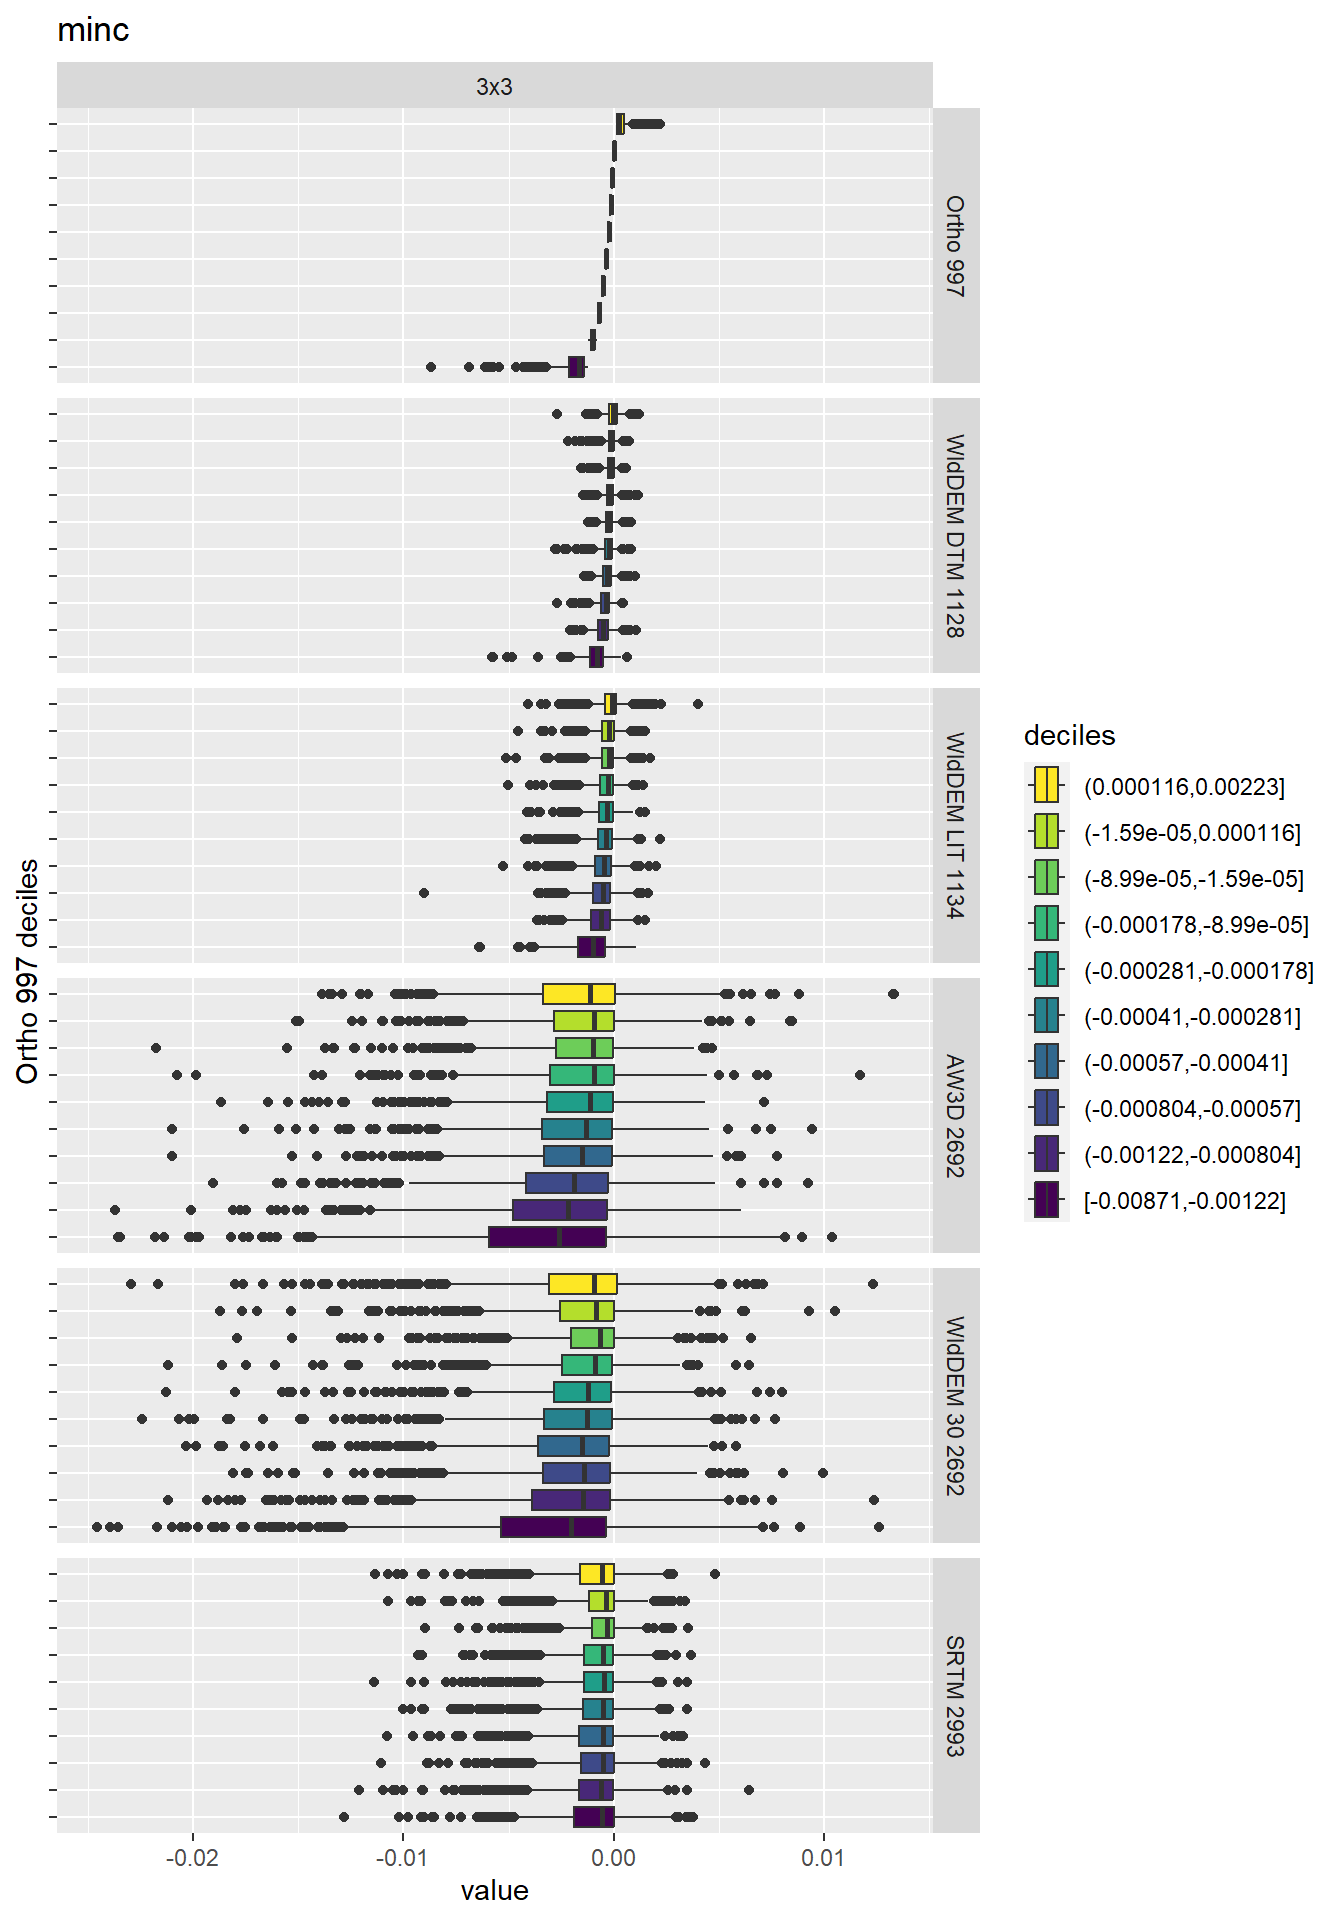 minc
3x3
Ortho 997
WldDEM DTM 1128
WldDEM LIT 1134
AW3D 2692
WldDEM 30 2692
SRTM 2993
Ortho 997 deciles
-0.02
-0.01
0.00
0.01
value
deciles
(0.000116,0.00223]
(-1.59e-05,0.000116]
(-8.99e-05,-1.59e-05]
(-0.000178,-8.99e-05]
(-0.000281,-0.000178]
(-0.00041,-0.000281]
(-0.00057,-0.00041]
(-0.000804,-0.00057]
(-0.00122,-0.000804]
[-0.00871,-0.00122]